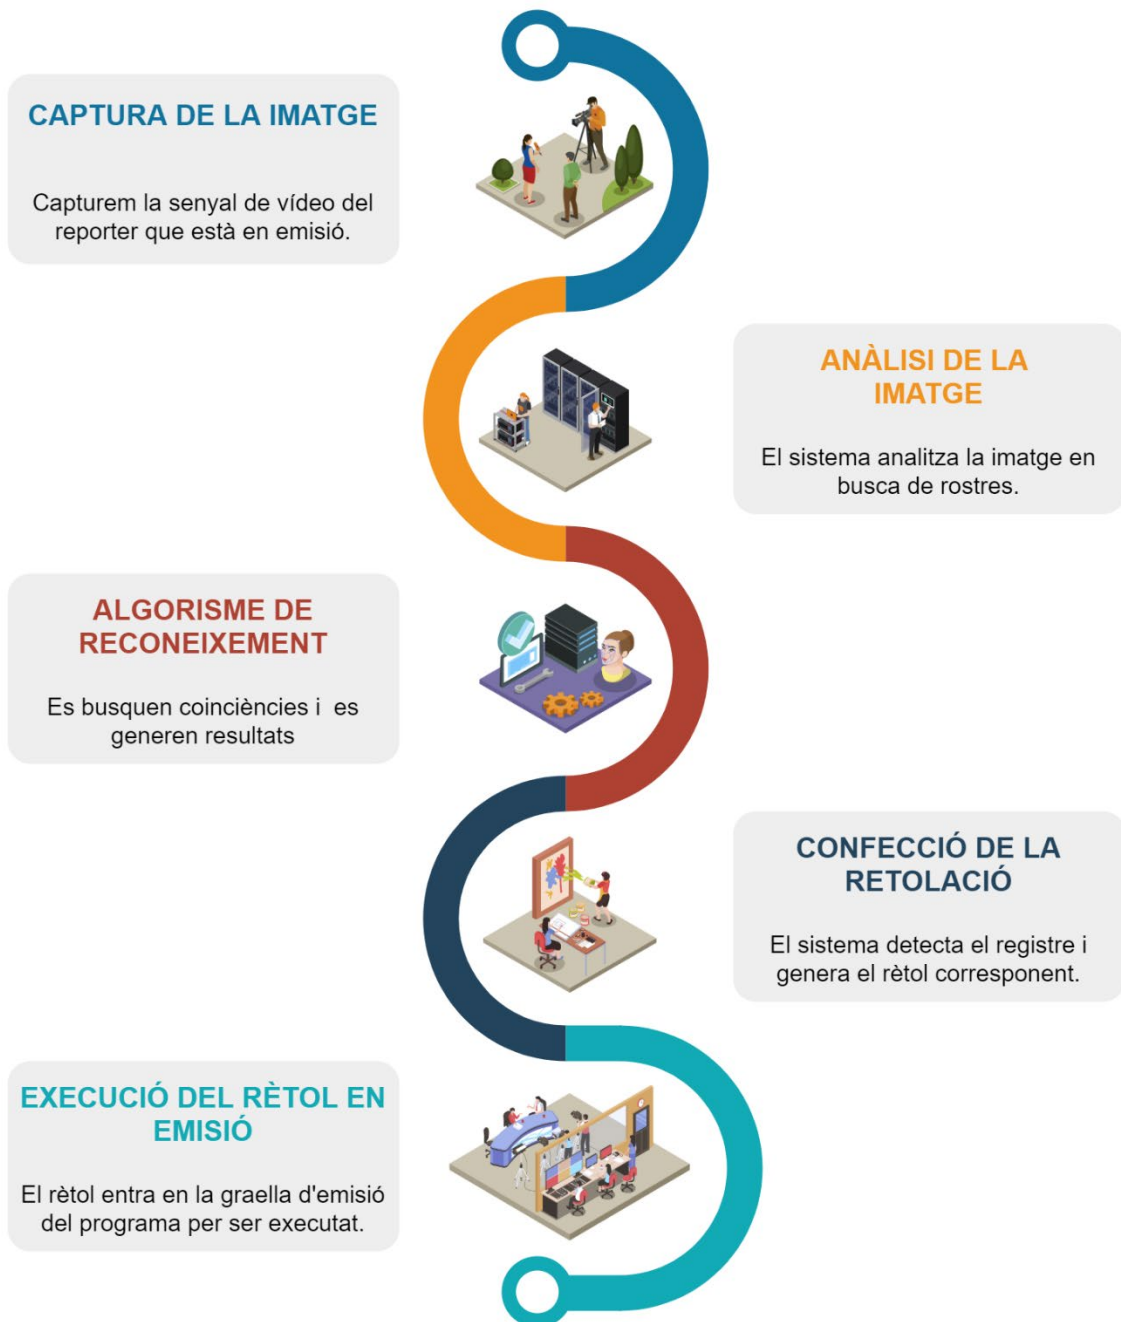 CAPTURA DE LA IMATGE
Capturem la senyal de vídeo del
reporter que està en emisió.
ANÀLISI DE LA
IMATGE
El sistema analitza la imatge en
busca de rostres.
ALGORISME DE
RECONEIXEMENT
Es busquen coinciències i  es
generen resultats
CONFECCIÓ DE LA
RETOLACIÓ
El sistema detecta el registre i
genera el rètol corresponent.
EXECUCIÓ DEL RÈTOL EN
EMISIÓ
El rètol entra en la graella d'emisió
del programa per ser executat.